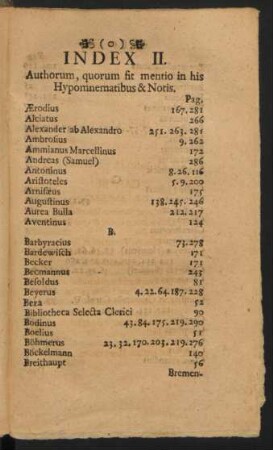 (o)
INDEX II.
Authorum, quorum fit mentio in his
Hypomnematibus & Notis.
Pag.
Ærodius 167. 281
Alciatus 266
Alexander ab Alexandro 251. 263. 281
Ambrosius 9. 262
Ammianus Marcellinus 172
Andreas (Samuel) 286
Antoninus 8. 26. 116
Aristoteles 5. 9. 200
Arnisæus 175
Augustinus 138. 245. 246
Aurea Bulla 212. 217
Aventinus 124
B.
Barbyracius 73. 278
Bardewisch 171
Becker 171
Becmannus 245
Besoldus 81
Beyerus 4. 22. 64. 187. 228
Beza 52
Bibliotheca Selecta Clerici 90
Bodinus 43. 84. 175. 219. 290
Boelius 51
Böhmerus 23. 32. 170. 203. 219. 276
Böckelmann 140
Breithaupt 56
Bremen-